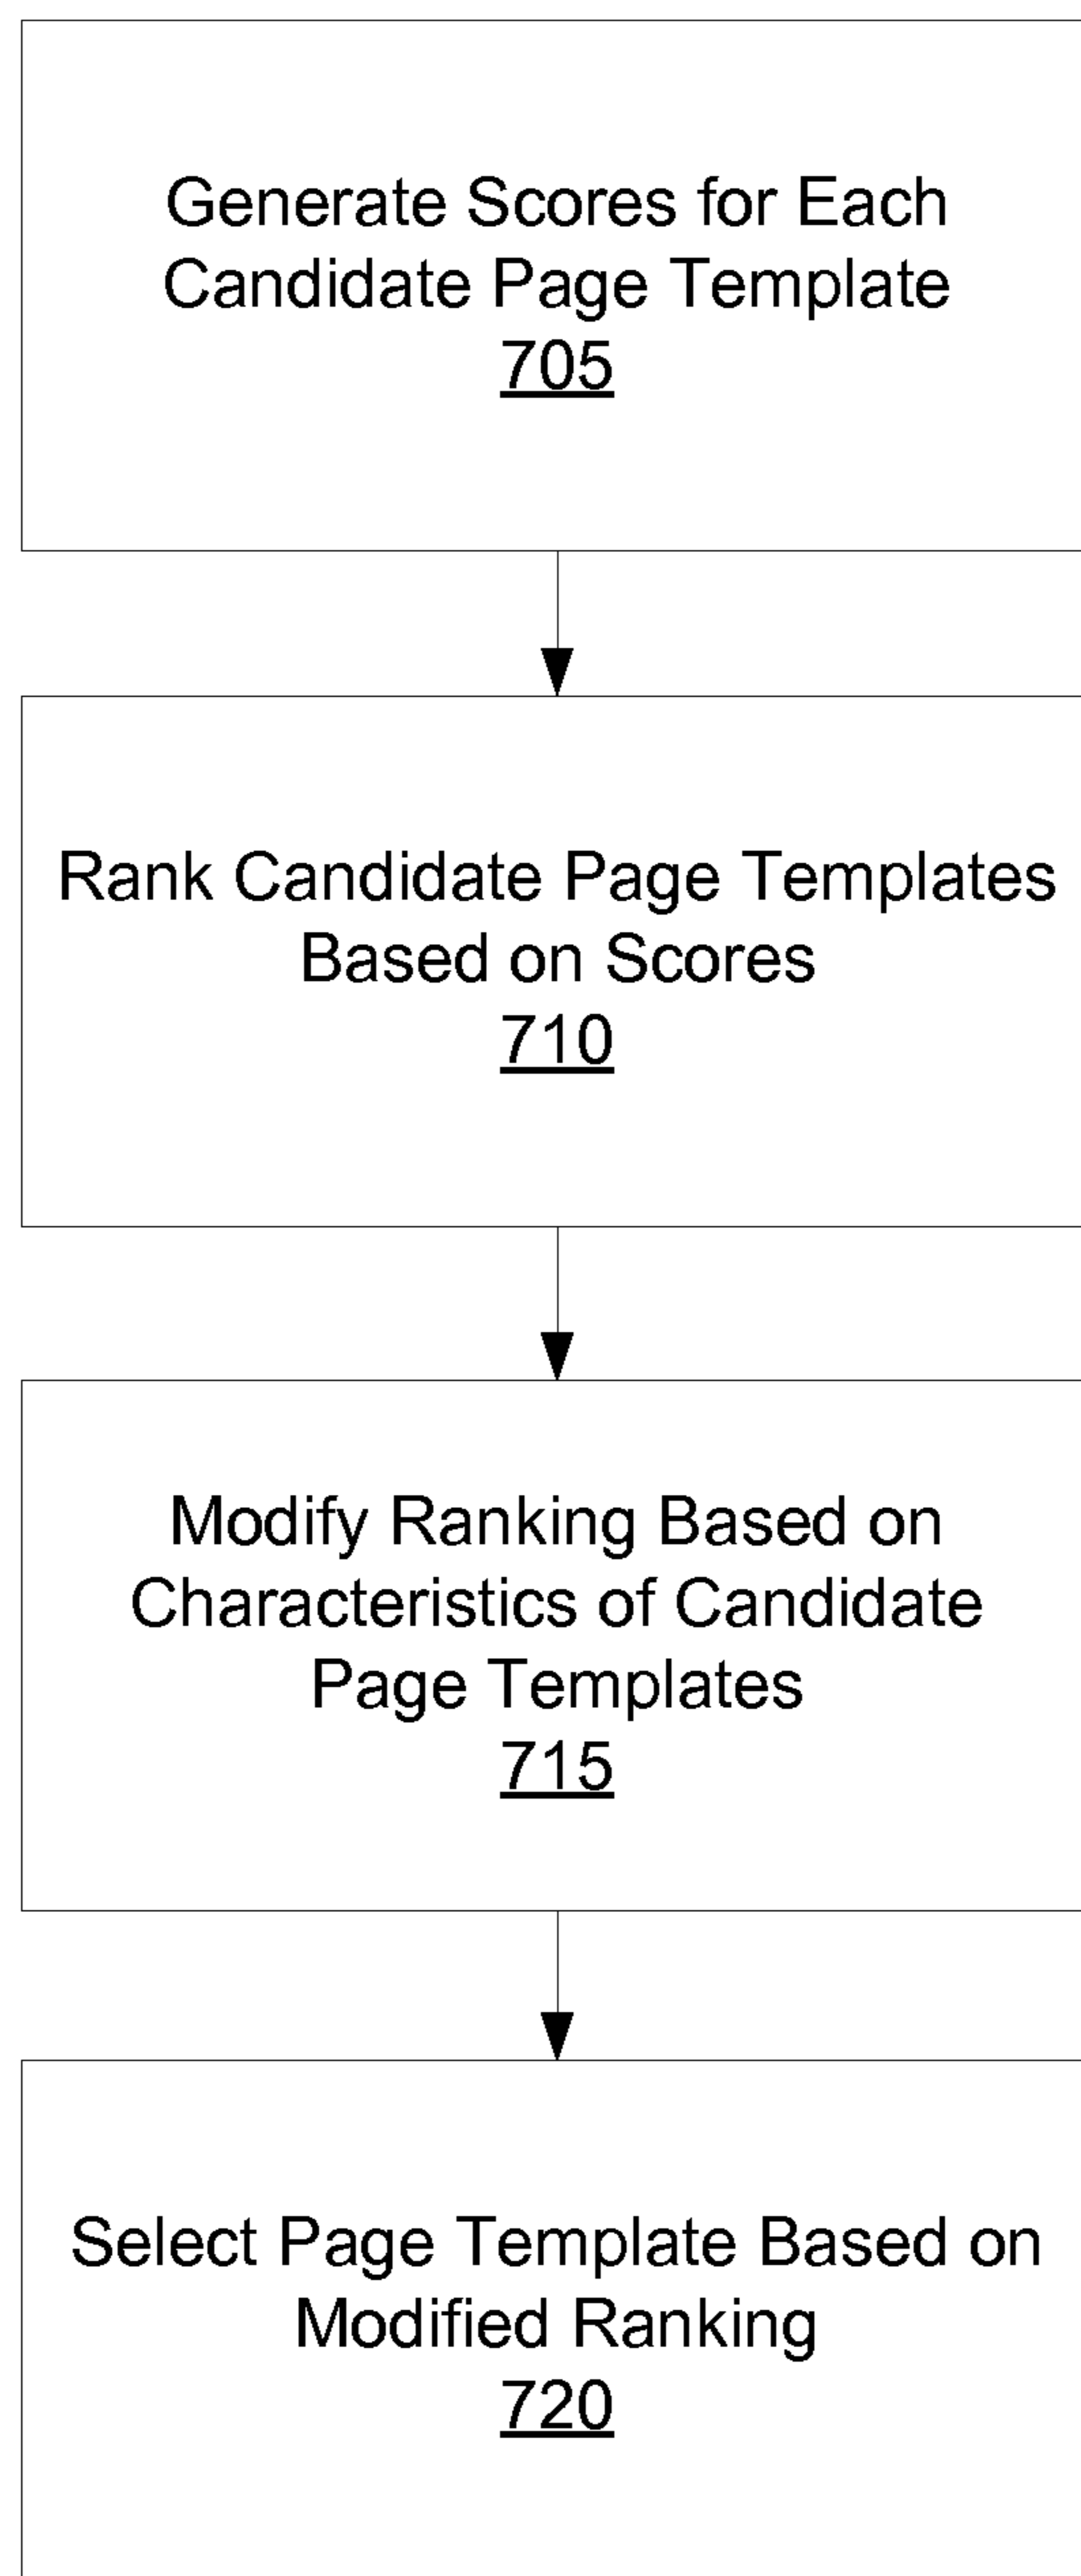 Generate Scores for Each
Candidate Page Template
705
Rank Candidate Page Templates
Based on Scores
710
Modify Ranking Based on
Characteristics of Candidate
Page Templates
715
Select Page Template Based on
Modified Ranking
720